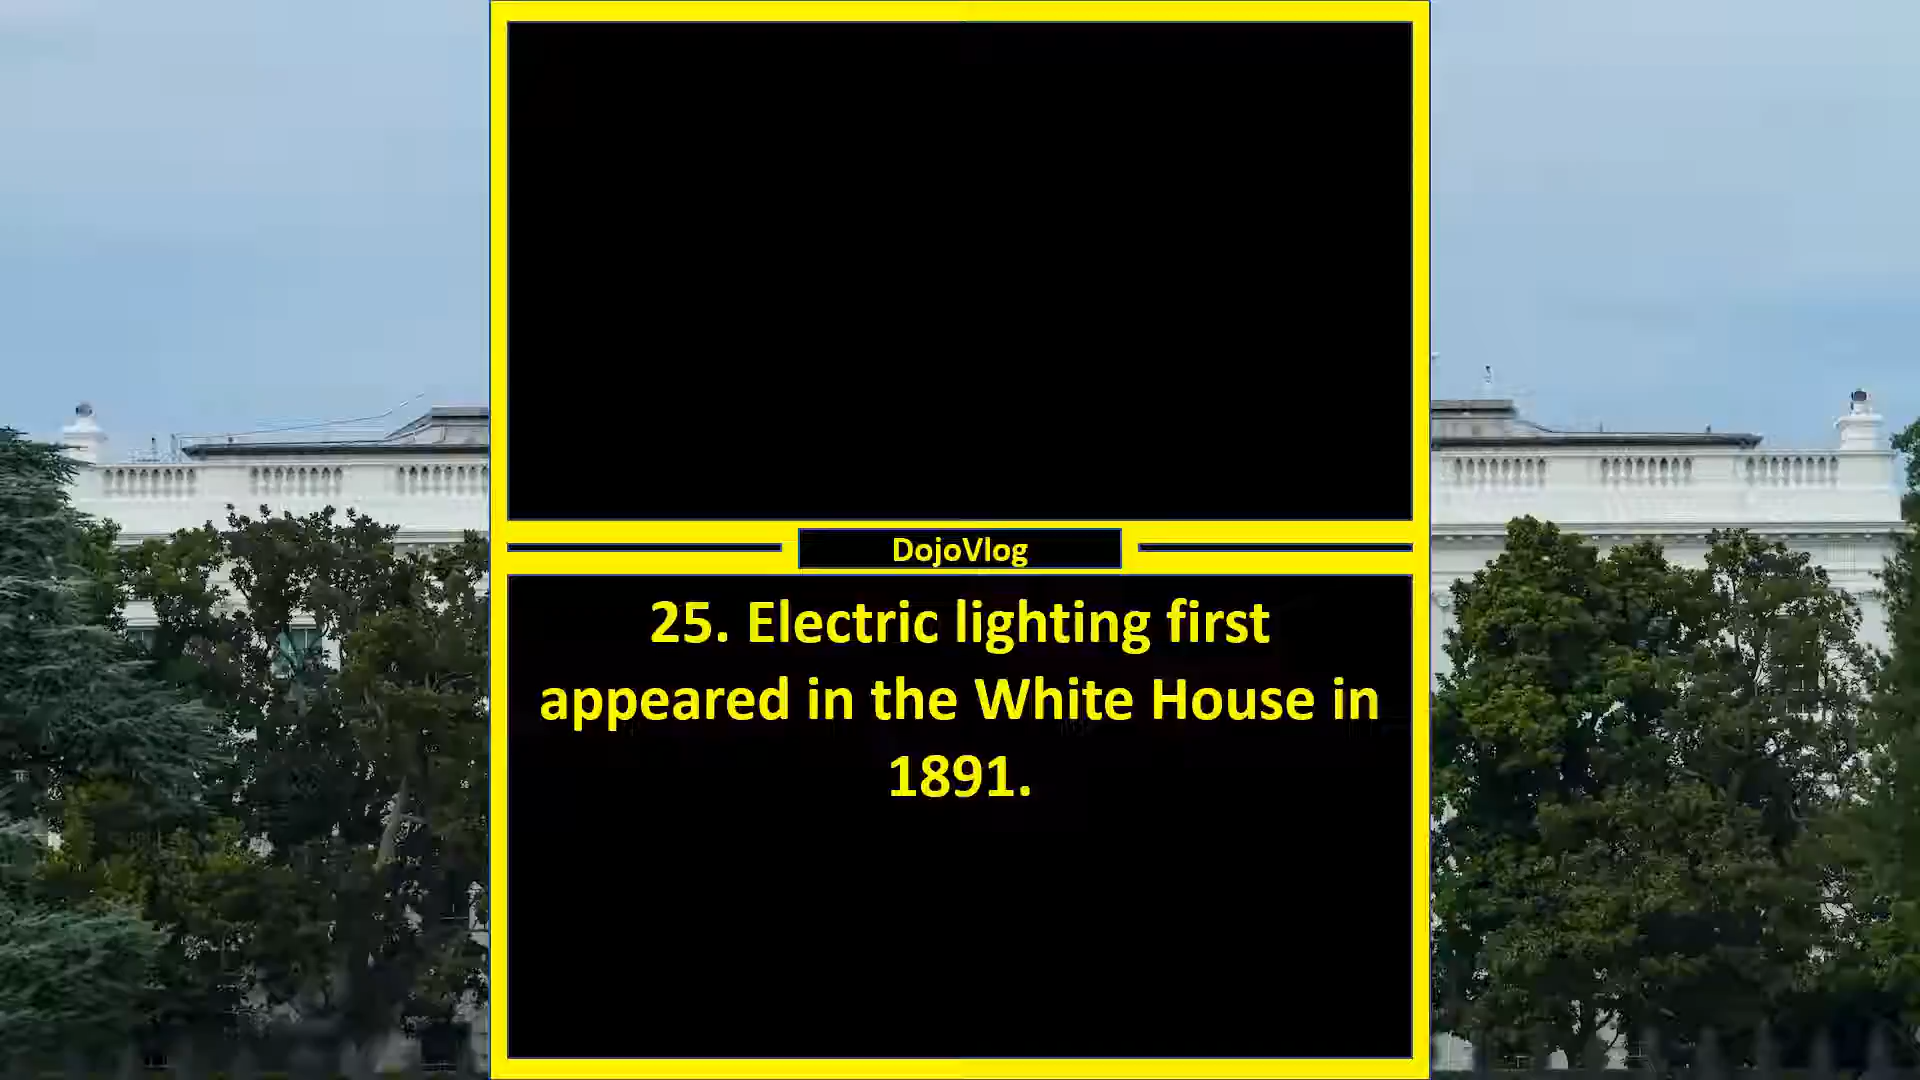 DojoVlog
25. Electric lighting first
appeared in the White House in
1891.